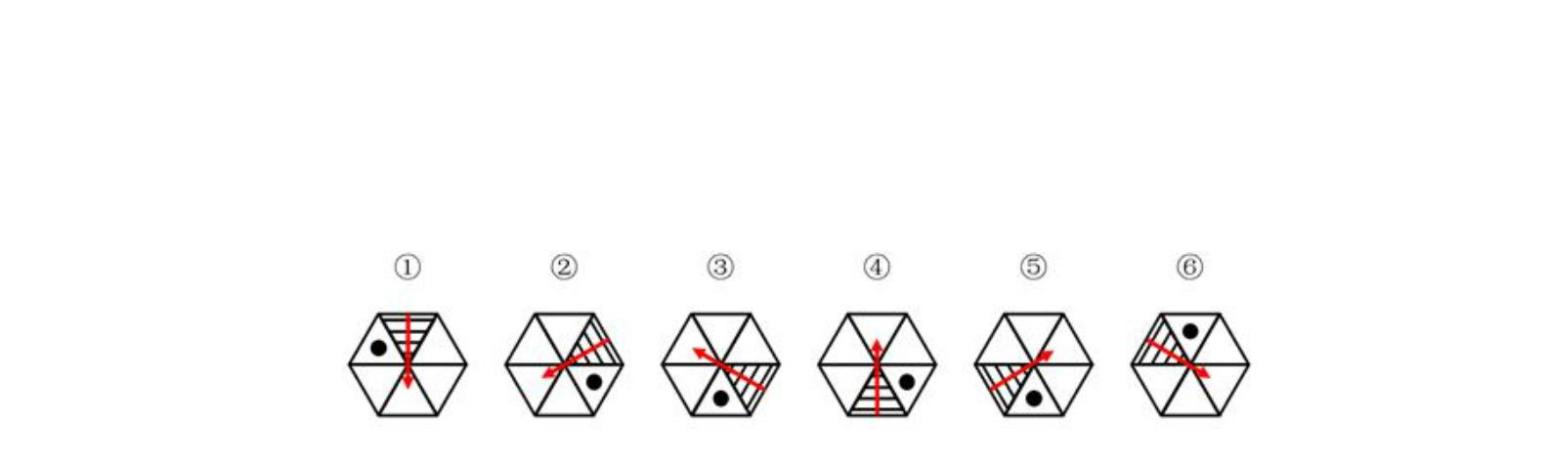 ① ② ③ ④ ⑤ ⑥